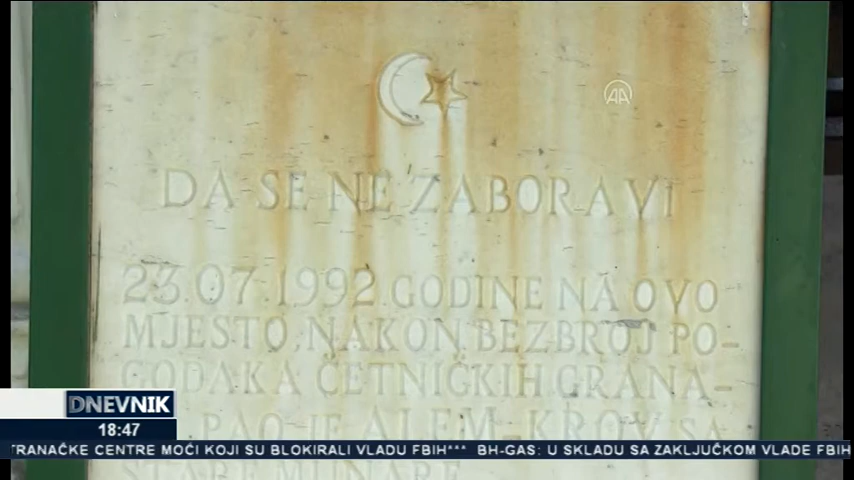 AA
DA SE NE ZABORAVI
23.07.1992.GODINE NA OVO
MJESTO,NAKON BEZBROJ PO-
GODAKA ČETNIČKIH GRANA-
PAO JE ALEM KROV SA
STARE MUNARE
DNEVNIK
18:47
TRANAČKE CENTRE MOĆI KOJI SU BLOKIRALI VLADU FBIH*** BH-GAS: U SKLADU SA ZAKLJUČKOM VLADE FBIH